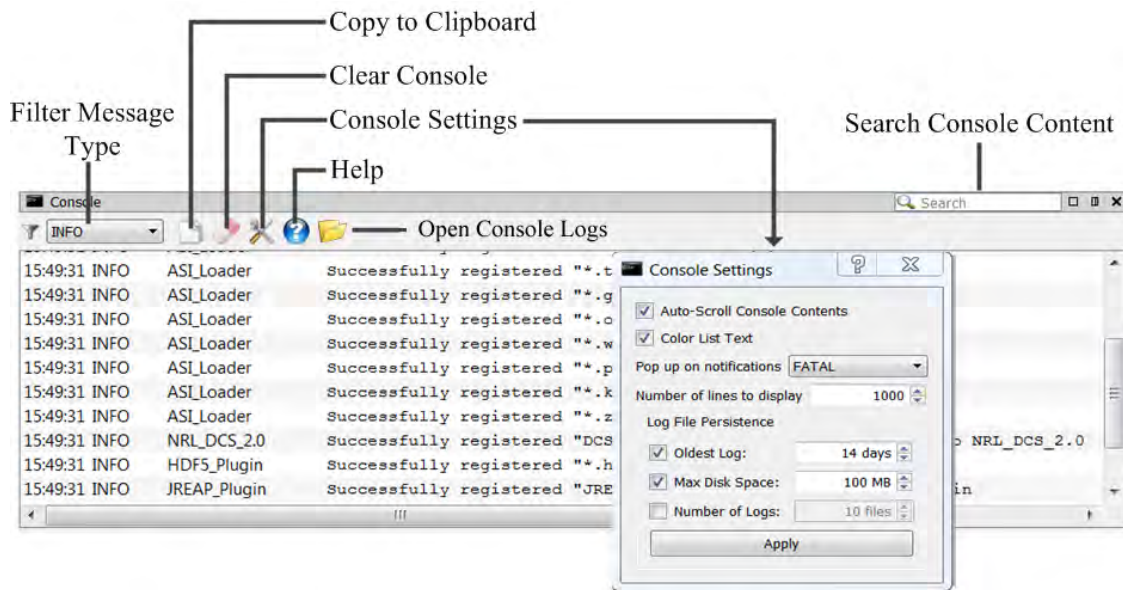 Copy to Clipboard
Clear Console
Filter Message
Type
Console Settings
Search Console Content
Help
Console
Search
INFO
Open Console Logs
15:49:31 INFO ASI_Loader Successfully registered "*.t
15:49:31 INFO ASI_Loader Successfully registered "*.g
15:49:31 INFO ASI_Loader Successfully registered "*.o
15:49:31 INFO ASI_Loader Successfully registered "*.w
15:49:31 INFO ASI_Loader Successfully registered "*.p
15:49:31 INFO ASI_Loader Successfully registered "*.k
15:49:31 INFO ASI_Loader Successfully registered "*.z
15:49:31 INFO NRL_DCS_2.0 Successfully registered "DCS NRL_DCS_2.0
15:49:31 INFO HDF5_Plugin Successfully registered "*.h
15:49:31 INFO JREAP_Plugin Successfully registered "JRE in
Console Settings
Auto-Scroll Console Contents
Color List Text
Pop up on notifications FATAL
Number of lines to display 1000
Log File Persistence
Oldest Log: 14 days
Max Disk Space: 100 MB
Number of Logs: 10 files
Apply